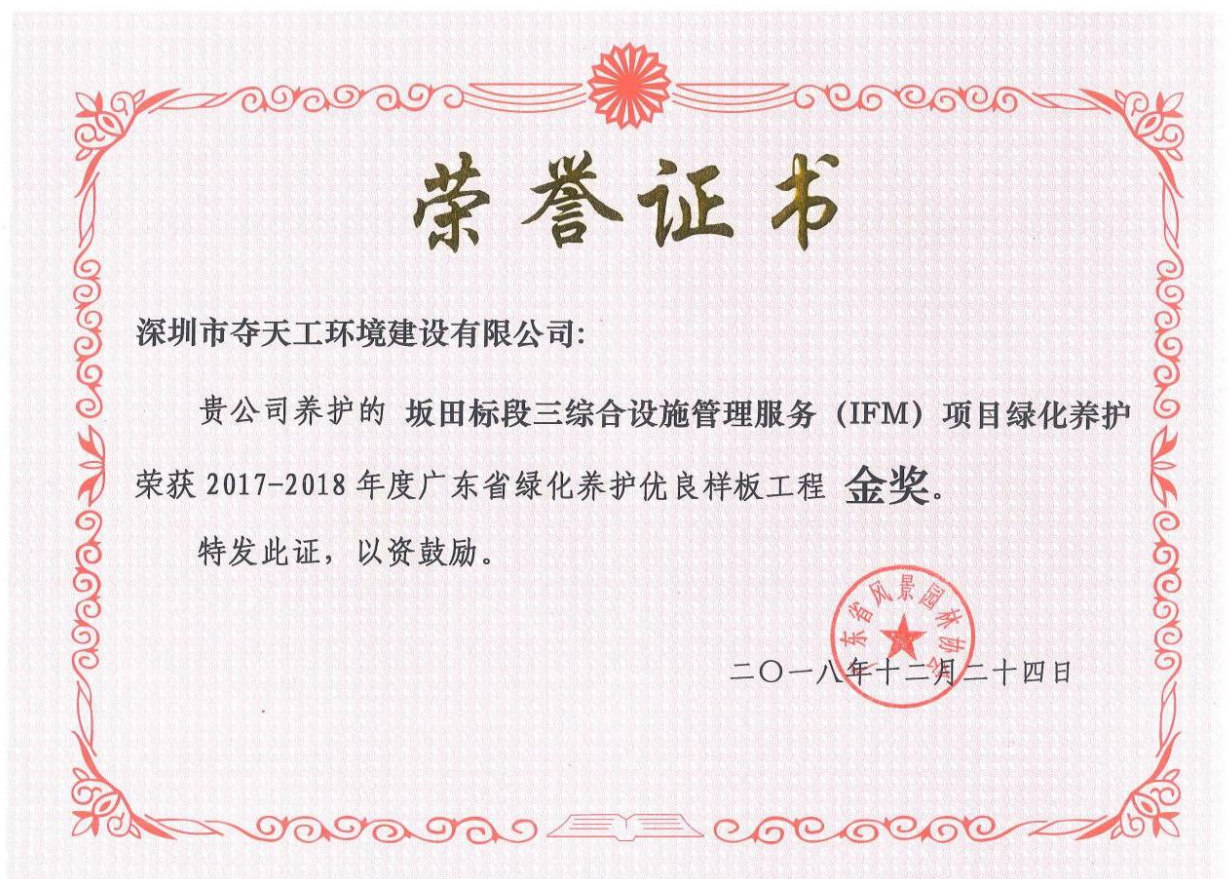 荣誉证书
深圳市夺天工环境建设有限公司:
贵公司养护的 坂田标段三综合设施管理服务（IFM）项目绿化养护
荣获 2017-2018 年度广东省绿化养护优良样板工程 金奖。
特发此证，以资鼓励。
广东省风景园林协会
二〇一八年十二月二十四日